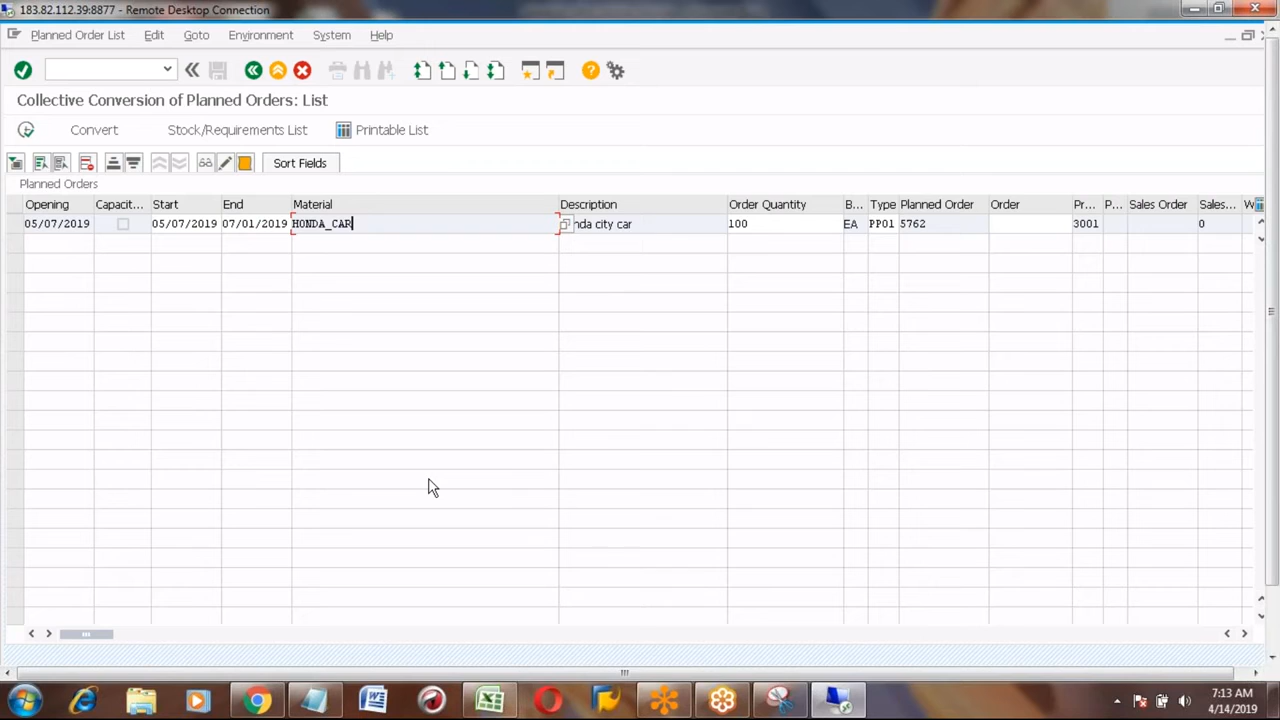 183.82.112.39:8877 - Remote Desktop Connection
Planned Order List Edit Goto Environment System Help
Collective Conversion of Planned Orders: List
Convert Stock/Requirements List Printable List
Sort Fields
Planned Orders
Opening Capacit... Start End Material Description Order Quantity B... Type Planned Order Order Pr... P... Sales Order Sales... W
05/07/2019 05/07/2019 07/01/2019 HONDA_CAR nda city car 100 EA PP01 5762 3001 0
7:13 AM
4/14/2019